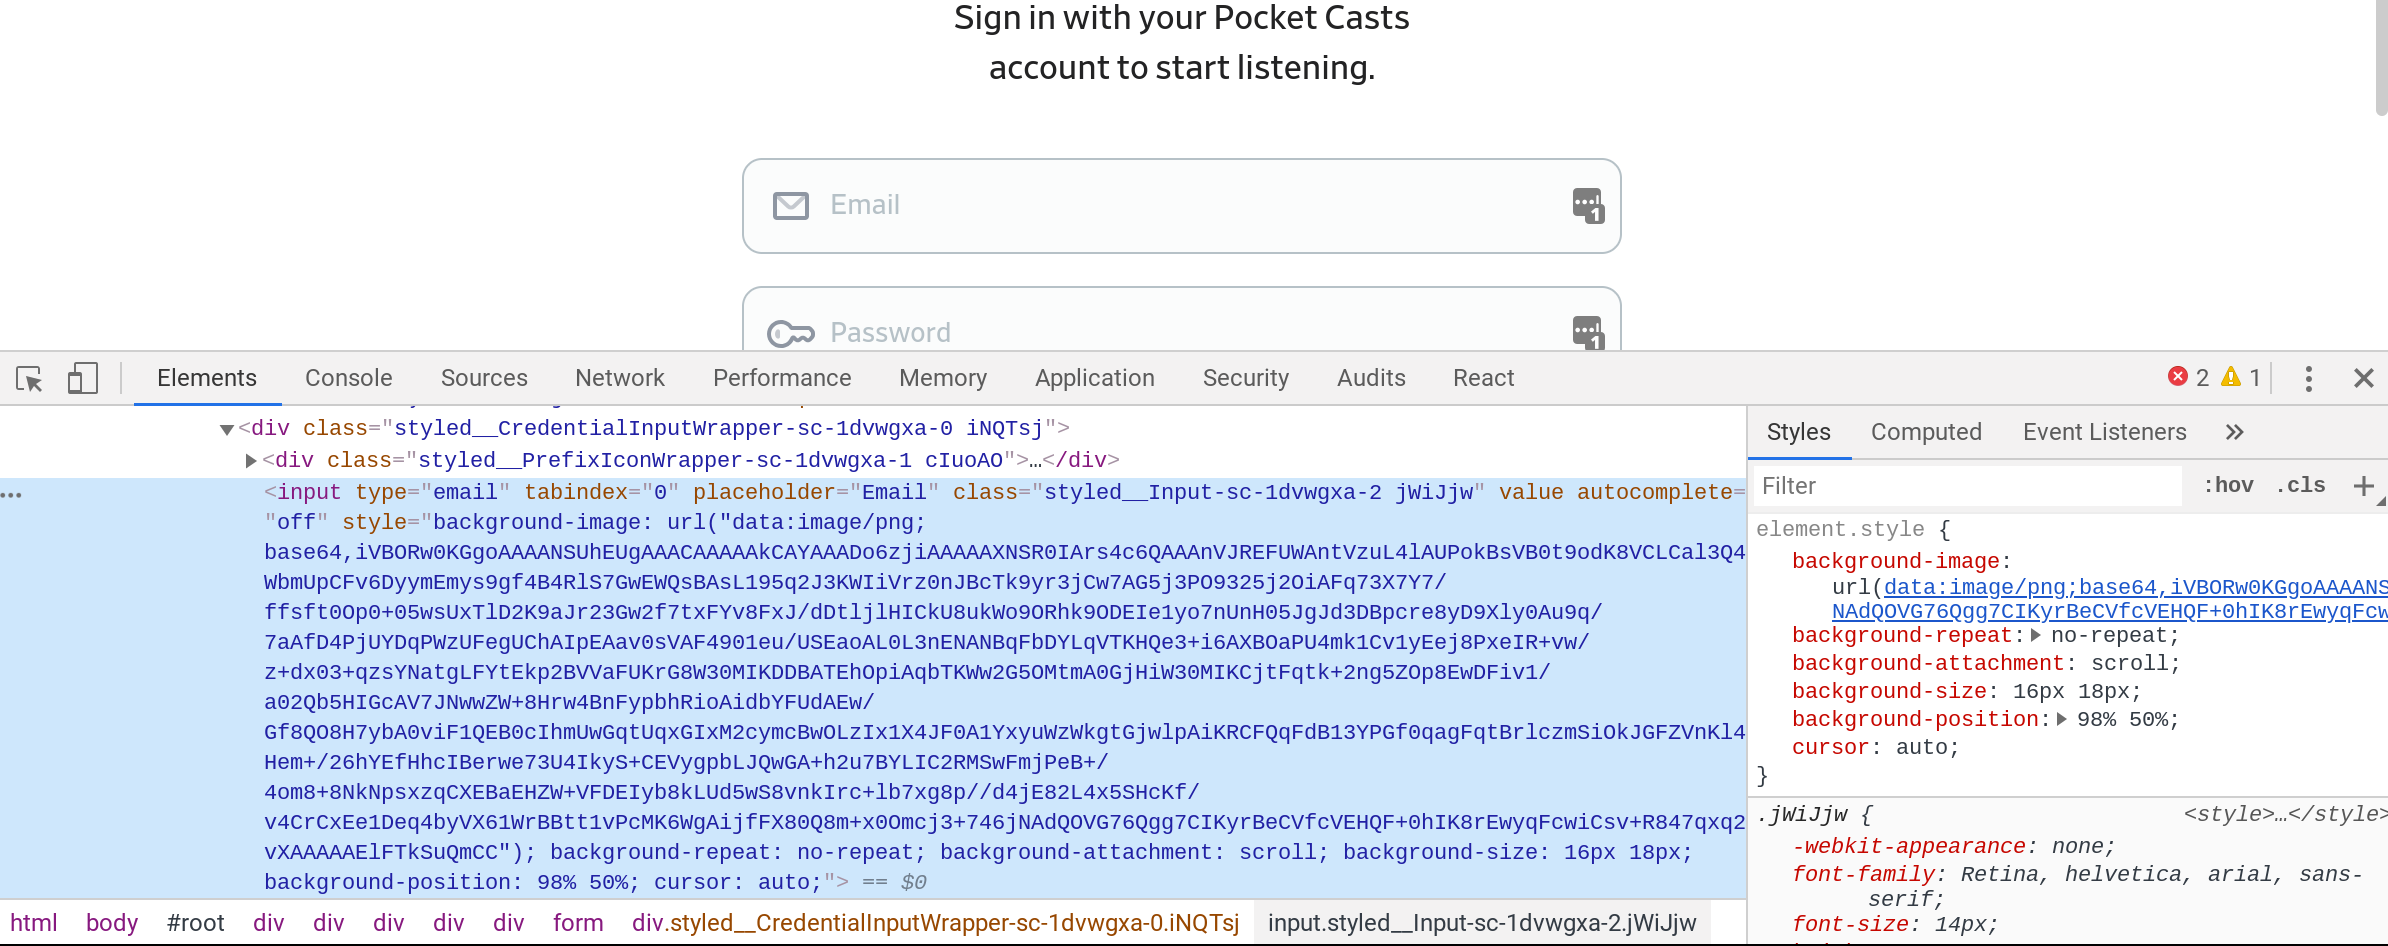 Sign in with your Pocket Casts
account to start listening.
Email
1
Password
1
Elements Console Sources Network Performance Memory Application Security Audits React 2 1
<div class="styled__CredentialInputWrapper-sc-1dvwgxa-0 iNQTsj">
<div class="styled__PrefixIconWrapper-sc-1dvwgxa-1 cIuoAO">…</div>
<input type="email" tabindex="0" placeholder="Email" class="styled__Input-sc-1dvwgxa-2 jWiJjw" value autocomplete=
"off" style="background-image: url("data:image/png;
base64,iVBORw0KGgoAAAANSUhEUgAAACAAAAAkCAYAAADo6zjiAAAAAXNSR0IArs4c6QAAAnVJREFUWAntVzuL4lAUPokBsVB0t9odK8VCLCal3Q4
WbmUpCFv6DyymEmys9gf4B4RlS7GwEWQsBAsL195q2J3KWIiVrz0nJBcTk9yr3jCw7AG5j3PO9325j2OiAFq73X7Y7/
ffsft0Op0+05wsUxTlD2K9aJr23Gw2f7txFYv8FxJ/dDtljlHICkU8ukWo9ORhk9ODEIe1yo7nUnH05JgJd3DBpcre8yD9Xly0Au9q/
7aAfD4PjUYDqPWzUFegUChAIpEAav0sVAF4901eu/USEaoAL0L3nENANBqFbDYLqVTKHQe3+i6AXBOaPU4mk1Cv1yEej8PxeIR+vw/
z+dx03+qzsYNatgLFYtEkp2BVVaFUKrG8W30MIKDDBATEhOpiAqbTKWw2G5OMtmA0GjHiW30MIKCjtFqtk+2ng5ZOp8EwDFiv1/
a02Qb5HIGcAV7JNwwZW+8Hrw4BnFypbhRioAidbYFUdAEw/
Gf8QO8H7ybA0viF1QEB0cIhmUwGqtUqxGIxM2cymcBwOLzIx1X4JF0A1YxyuWzWkgtGjwlpAiKRCFQqFdB13YPGf0qagFqtBrlczmSiOkJGFZVnKl4
Hem+/26hYEfHhcIBerwe73U4IkyS+CEVygpbLJQwGA+h2u7BYLIC2RMSwFmjPeB+/
4om8+8NkNpsxzqCXEBaEHZW+VFDEIyb8kLUd5wS8vnkIrc+lb7xg8p//d4jE82L4x5SHcKf/
v4CrCxEe1Deq4byVX61WrBBtt1vPcMK6WgAijfFX80Q8m+x0Omcj3+746jNAdQOVG76Qgg7CIKyrBeCVfcVEHQF+0hIK8rEwyqFcwiCsv+R847qxq2
vXAAAAAElFTkSuQmCC"); background-repeat: no-repeat; background-attachment: scroll; background-size: 16px 18px;
background-position: 98% 50%; cursor: auto;"> == $0
html body #root div div div div div form div.styled__CredentialInputWrapper-sc-1dvwgxa-0.iNQTsj input.styled__Input-sc-1dvwgxa-2.jWiJjw
Styles Computed Event Listeners
Filter :hov .cls
element.style {
background-image:
url(data:image/png;base64,iVBORw0KGgoAAAANS
NAdQOVG76Qgg7CIKyrBeCVfcVEHQF+0hIK8rEwyqFcw
background-repeat: no-repeat;
background-attachment: scroll;
background-size: 16px 18px;
background-position: 98% 50%;
cursor: auto;
}
.jWiJjw { <style>…</style>
-webkit-appearance: none;
font-family: Retina, helvetica, arial, sans-
serif;
font-size: 14px;